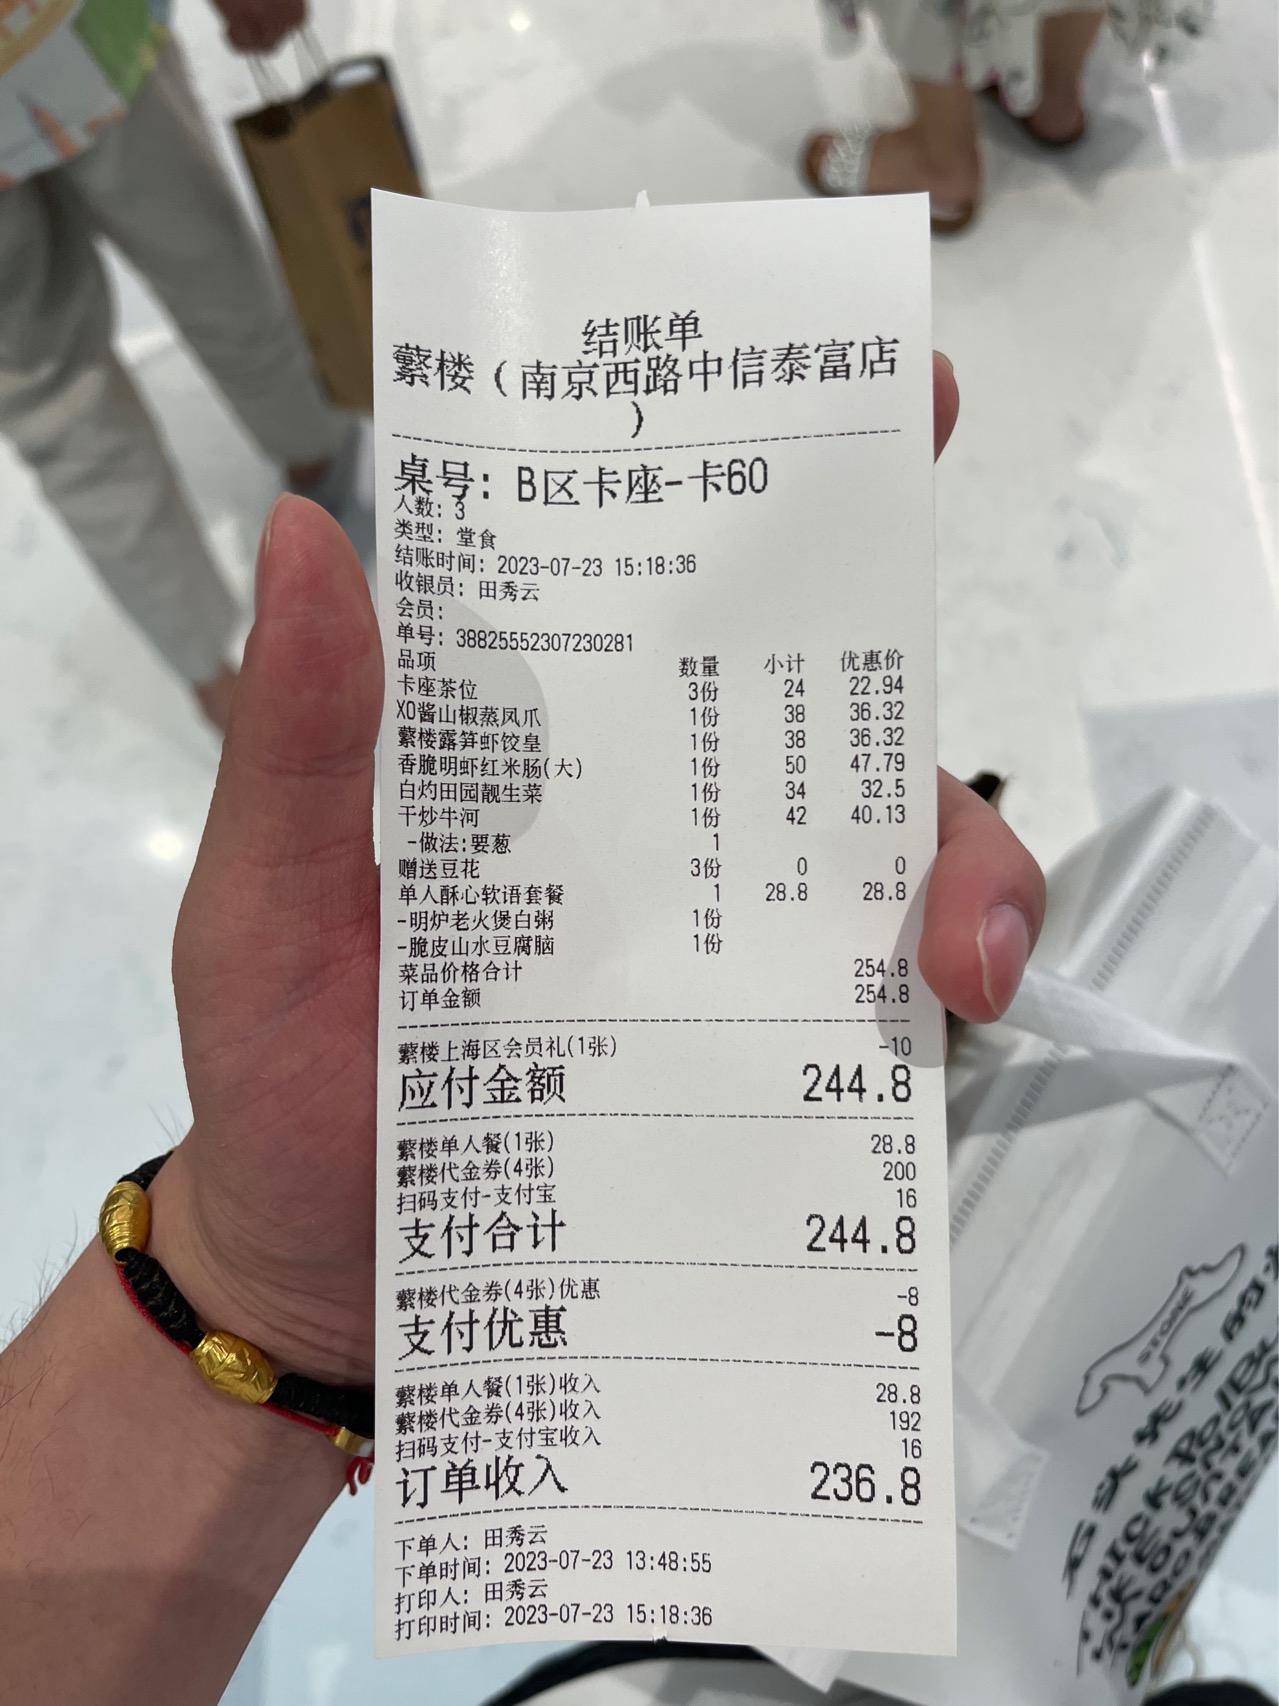 结账单
蘩楼（南京西路中信泰富店
）
桌号：B区卡座-卡60
人数：3
类型：堂食
结账时间：2023-07-23 15:18:36
收银员：田秀云
会员：
单号：38825552307230281
品项 数量 小计 优惠价
卡座茶位 3份 24 22.94
XO酱山椒蒸凤爪 1份 38 36.32
蘩楼露笋虾饺皇 1份 38 36.32
香脆明虾红米肠(大) 1份 50 47.79
白灼田园靓生菜 1份 34 32.5
干炒牛河 1份 42 40.13
-做法:要葱 1
赠送豆花 3份 0 0
单人酥心软语套餐 1 28.8 28.8
-明炉老火煲白粥 1份
-脆皮山水豆腐脑 1份
菜品价格合计 254.8
订单金额 254.8
蘩楼上海区会员礼(1张) -10
应付金额 244.8
蘩楼单人餐(1张) 28.8
蘩楼代金券(4张) 200
扫码支付-支付宝 16
支付合计 244.8
蘩楼代金券(4张)优惠 -8
支付优惠 -8
蘩楼单人餐(1张)收入 28.8
蘩楼代金券(4张)收入 192
扫码支付-支付宝收入 16
订单收入 236.8
下单人：田秀云
下单时间：2023-07-23 13:48:55
打印人：田秀云
打印时间：2023-07-23 15:18:36
STORE